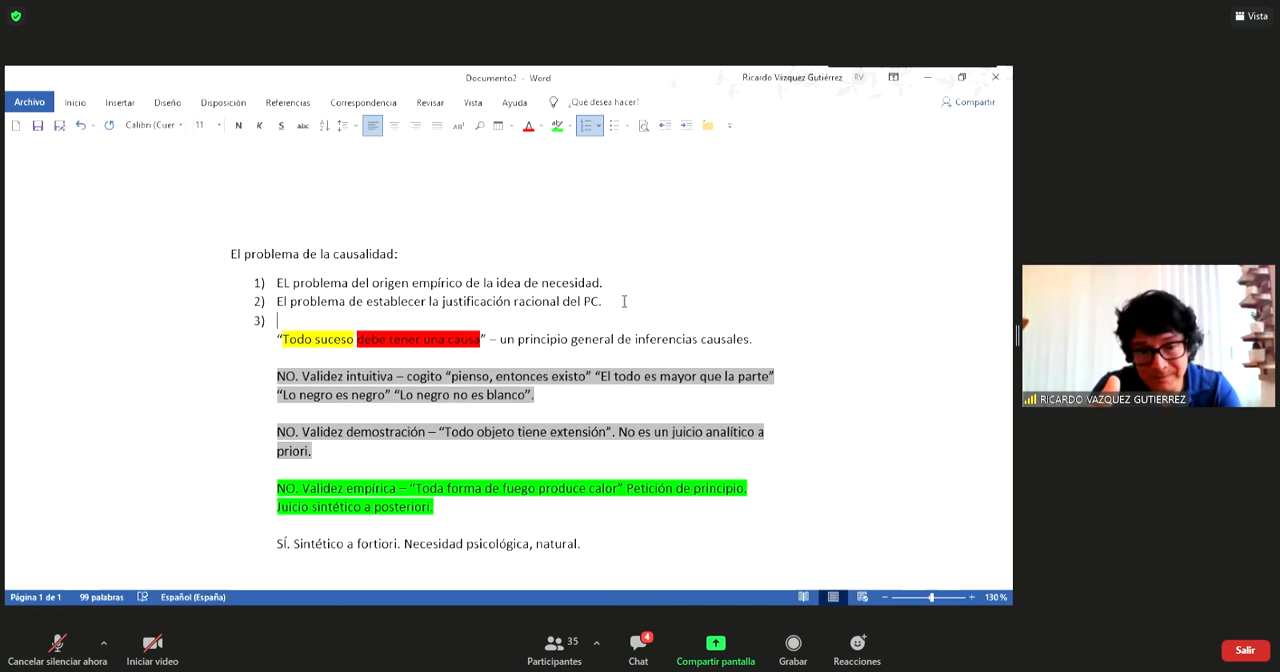 Vista
Documento2 - Word
Ricardo Vázquez Gutiérrez RV
Archivo Inicio Insertar Diseño Disposición Referencias Correspondencia Revisar Vista Ayuda ¿Qué desea hacer? Compartir
Calibri (Cuer 11 N K S abc
El problema de la causalidad:
1) EL problema del origen empírico de la idea de necesidad.
2) El problema de establecer la justificación racional del PC.
3)
“Todo suceso debe tener una causa” – un principio general de inferencias causales.
NO. Validez intuitiva – cogito “pienso, entonces existo” “El todo es mayor que la parte”
“Lo negro es negro” “Lo negro no es blanco”.
NO. Validez demostración – “Todo objeto tiene extensión”. No es un juicio analítico a
priori.
NO. Validez empírica – “Toda forma de fuego produce calor” Petición de principio.
Juicio sintético a posteriori.
SÍ. Sintético a fortiori. Necesidad psicológica, natural.
RICARDO VAZQUEZ GUTIERREZ
Página 1 de 1 99 palabras Español (España) 130 %
35 4
Cancelar silenciar ahora Iniciar video Participantes Chat Compartir pantalla Grabar Reacciones Salir